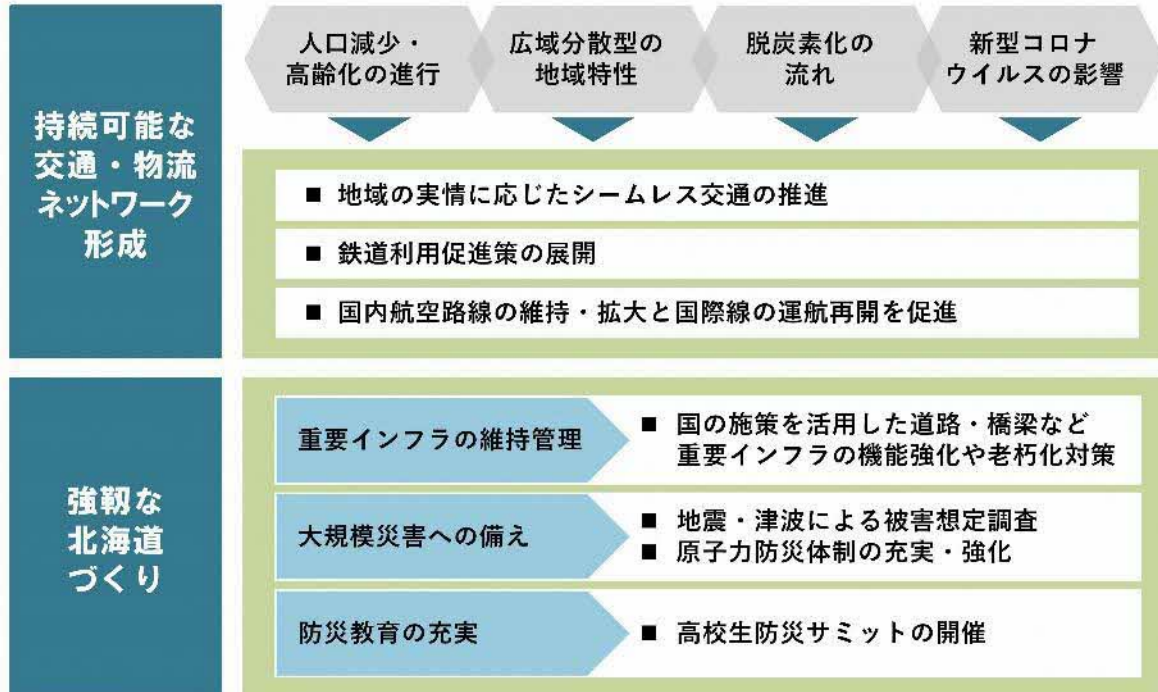 持続可能な
交通・物流
ネットワーク
形成
人口減少・
高齢化の進行
広域分散型の
地域特性
脱炭素化の
流れ
新型コロナ
ウイルスの影響
■ 地域の実情に応じたシームレス交通の推進
■ 鉄道利用促進策の展開
■ 国内航空路線の維持・拡大と国際線の運航再開を促進
強靱な
北海道
づくり
重要インフラの維持管理
■ 国の施策を活用した道路・橋梁など
重要インフラの機能強化や老朽化対策
大規模災害への備え
■ 地震・津波による被害想定調査
■ 原子力防災体制の充実・強化
防災教育の充実
■ 高校生防災サミットの開催